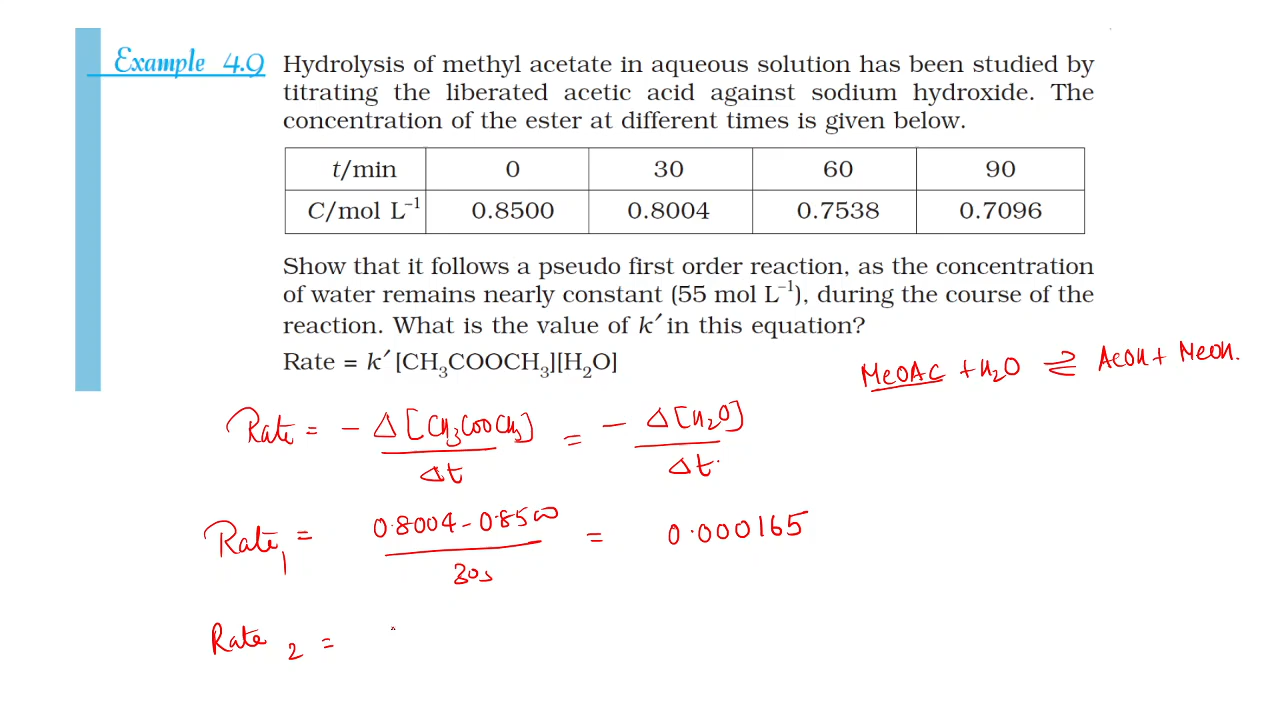 Example 4.9 Hydrolysis of methyl acetate in aqueous solution has been studied by
titrating the liberated acetic acid against sodium hydroxide. The
concentration of the ester at different times is given below.
t/min 0 30 60 90
C/mol L⁻¹ 0.8500 0.8004 0.7538 0.7096
Show that it follows a pseudo first order reaction, as the concentration
of water remains nearly constant (55 mol L⁻¹), during the course of the
reaction. What is the value of k′ in this equation?
Rate = k′[CH₃COOCH₃][H₂O]
MeOAc + H₂O ⇌ AcOH + MeOH.
Rate = − Δ[CH₃COOCH₃]/Δt = − Δ[H₂O]/Δt.
Rate₁ = 0.8004 − 0.8500/30s = 0.000165
Rate₂ =